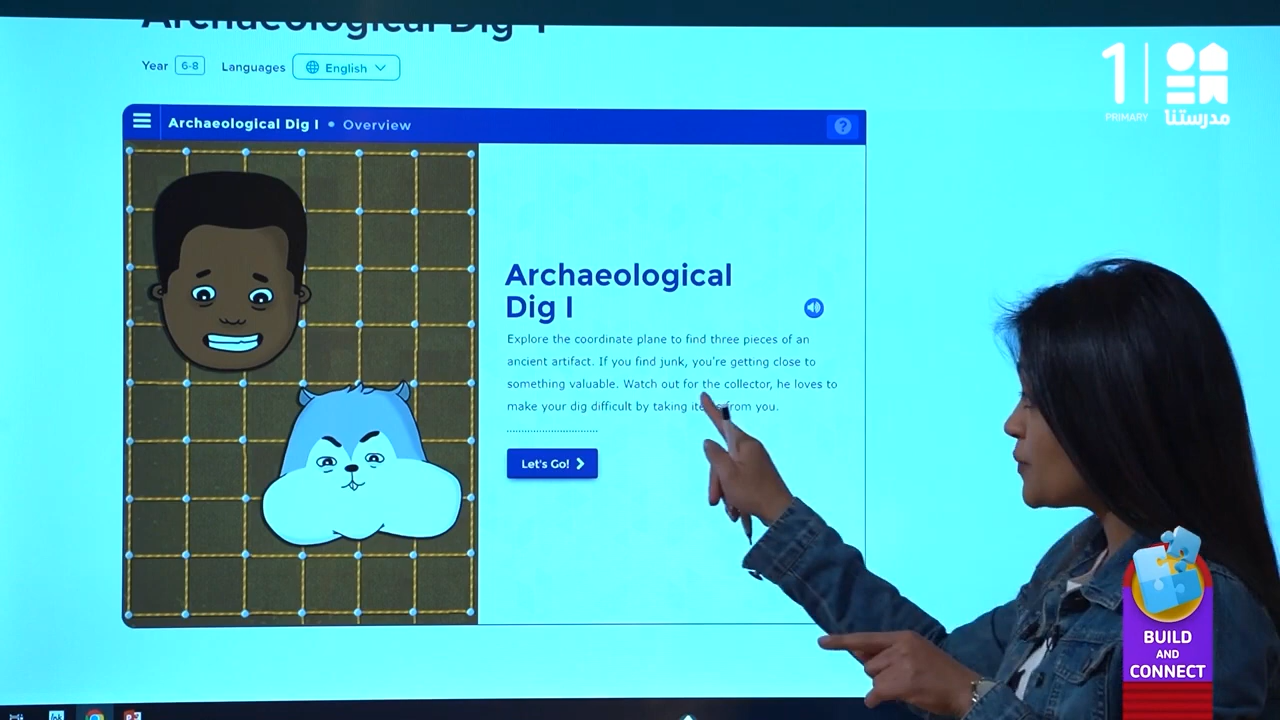 Archaeological Dig I
Year 6-8 Languages English
1
PRIMARY
مدرستنا
Archaeological Dig I • Overview
?
Archaeological
Dig I
Explore the coordinate plane to find three pieces of an
ancient artifact. If you find junk, you're getting close to
something valuable. Watch out for the collector, he loves to
make your dig difficult by taking from you.
Let's Go!
BUILD
AND
CONNECT